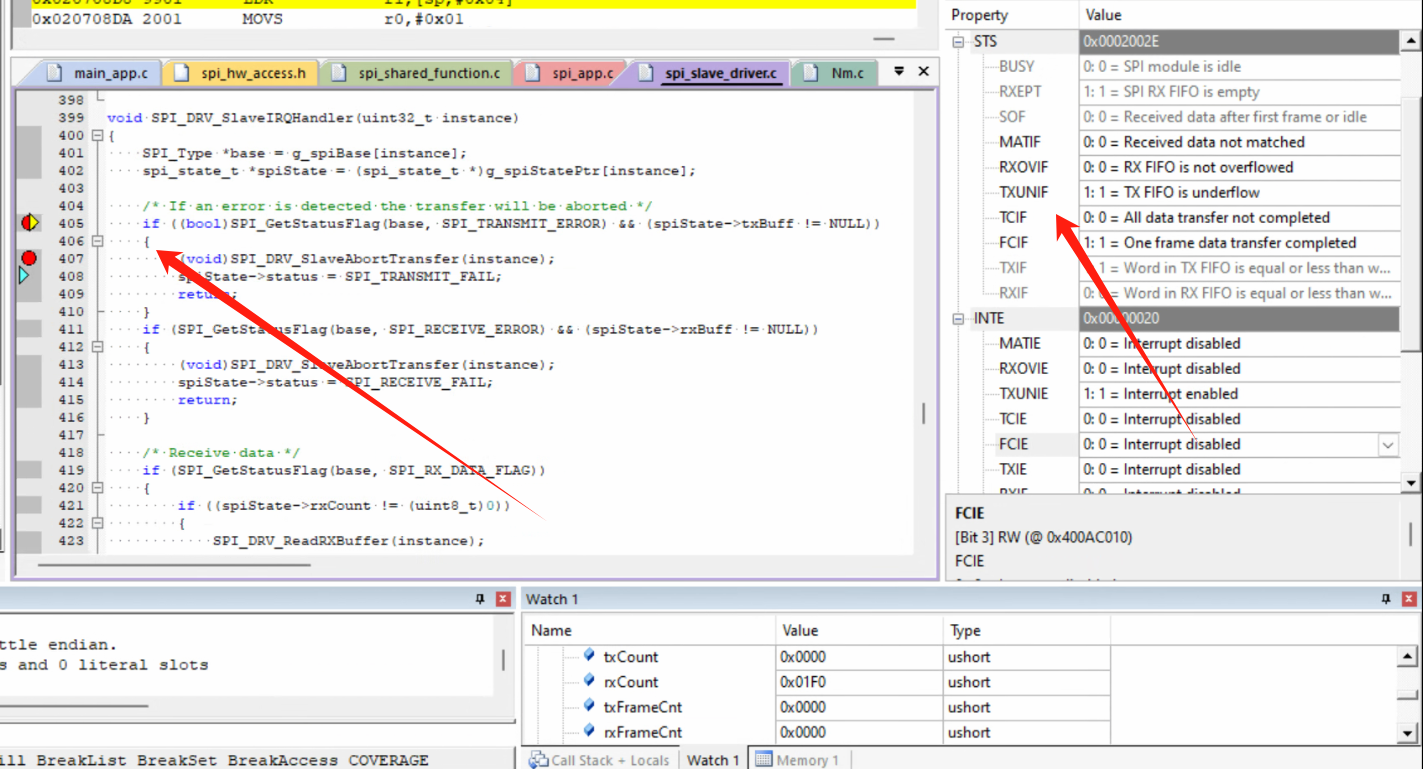 0x020708DA 2001 MOVS r0,#0x01
main_app.c spi_hw_access.h spi_shared_function.c spi_app.c spi_slave_driver.c Nm.c
398
399 void SPI_DRV_SlaveIRQHandler(uint32_t instance)
400 {
401 SPI_Type *base = g_spiBase[instance];
402 spi_state_t *spiState = (spi_state_t *)g_spiStatePtr[instance];
403
404 /* If an error is detected the transfer will be aborted */
405 if ((bool)SPI_GetStatusFlag(base, SPI_TRANSMIT_ERROR) && (spiState->txBuff != NULL))
406 {
407 (void)SPI_DRV_SlaveAbortTransfer(instance);
408 spiState->status = SPI_TRANSMIT_FAIL;
409 return;
410 }
411 if (SPI_GetStatusFlag(base, SPI_RECEIVE_ERROR) && (spiState->rxBuff != NULL))
412 {
413 (void)SPI_DRV_SlaveAbortTransfer(instance);
414 spiState->status = SPI_RECEIVE_FAIL;
415 return;
416 }
417
418 /* Receive data */
419 if (SPI_GetStatusFlag(base, SPI_RX_DATA_FLAG))
420 {
421 if ((spiState->rxCount != (uint8_t)0))
422 {
423 SPI_DRV_ReadRXBuffer(instance);
Property Value
STS 0x0002002E
BUSY 0: 0 = SPI module is idle
RXEPT 1: 1 = SPI RX FIFO is empty
SOF 0: 0 = Received data after first frame or idle
MATIF 0: 0 = Received data not matched
RXOVIF 0: 0 = RX FIFO is not overflowed
TXUNIF 1: 1 = TX FIFO is underflow
TCIF 0: 0 = All data transfer not completed
FCIF 1: 1 = One frame data transfer completed
TXIF 1 = Word in TX FIFO is equal or less than w...
RXIF 0: 0 = Word in RX FIFO is equal or less than w...
INTE 0x00000020
MATIE 0: 0 = Interrupt disabled
RXOVIE 0: 0 = Interrupt disabled
TXUNIE 1: 1 = Interrupt enabled
TCIE 0: 0 = Interrupt disabled
FCIE 0: 0 = Interrupt disabled
TXIE 0: 0 = Interrupt disabled
FCIE
[Bit 3] RW (@ 0x400AC010)
FCIE
ttle endian.
s and 0 literal slots
ill BreakList BreakSet BreakAccess COVERAGE
Watch 1
Name Value Type
txCount 0x0000 ushort
rxCount 0x01F0 ushort
txFrameCnt 0x0000 ushort
rxFrameCnt 0x0000 ushort
Call Stack + Locals Watch 1 Memory 1